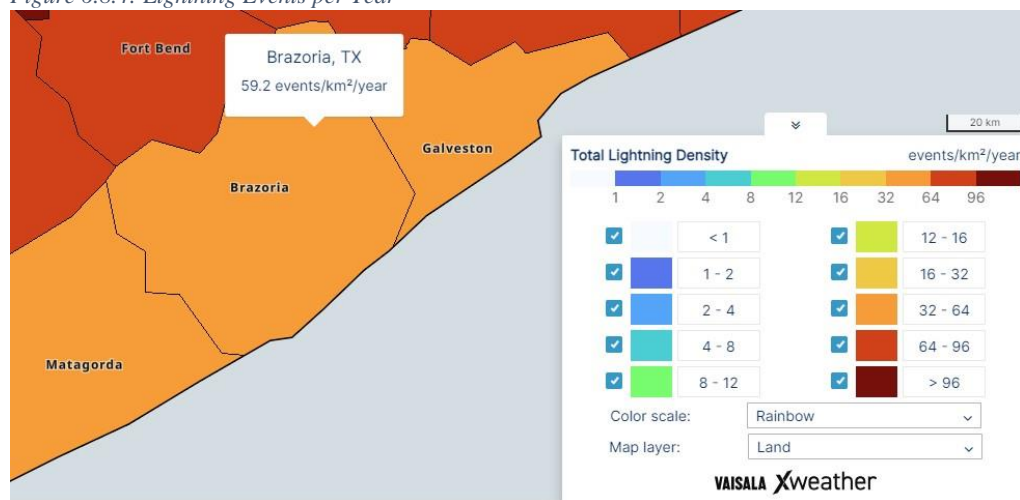 Figure 6.8.4: Lightning Events per Year
Fort Bend
Brazoria, TX
59.2 events/km²/year
Galveston
Brazoria
Matagorda
20 km
Total Lightning Density events/km²/year
1 2 4 8 12 16 32 64 96
< 1 12 - 16
1 - 2 16 - 32
2 - 4 32 - 64
4 - 8 64 - 96
8 - 12 > 96
Color scale: Rainbow
Map layer: Land
VAISALA Xweather